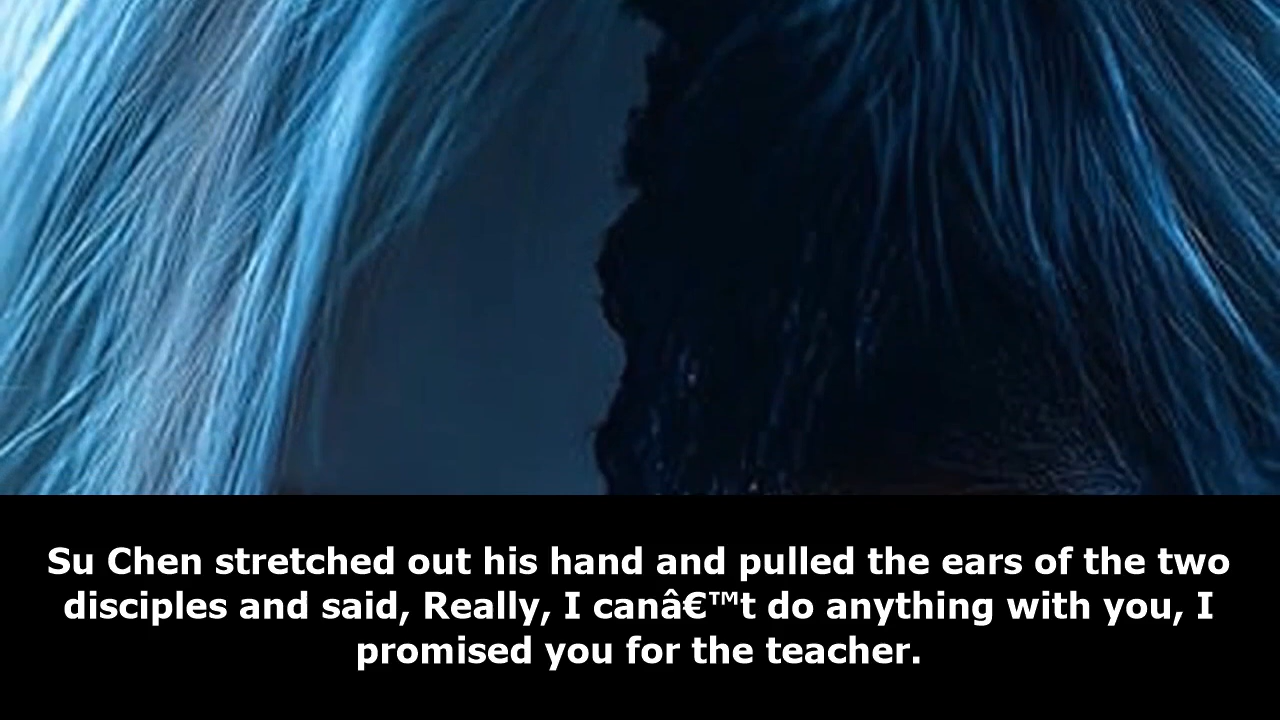 Su Chen stretched out his hand and pulled the ears of the two
disciples and said, Really, I canâ€™t do anything with you, I
promised you for the teacher.